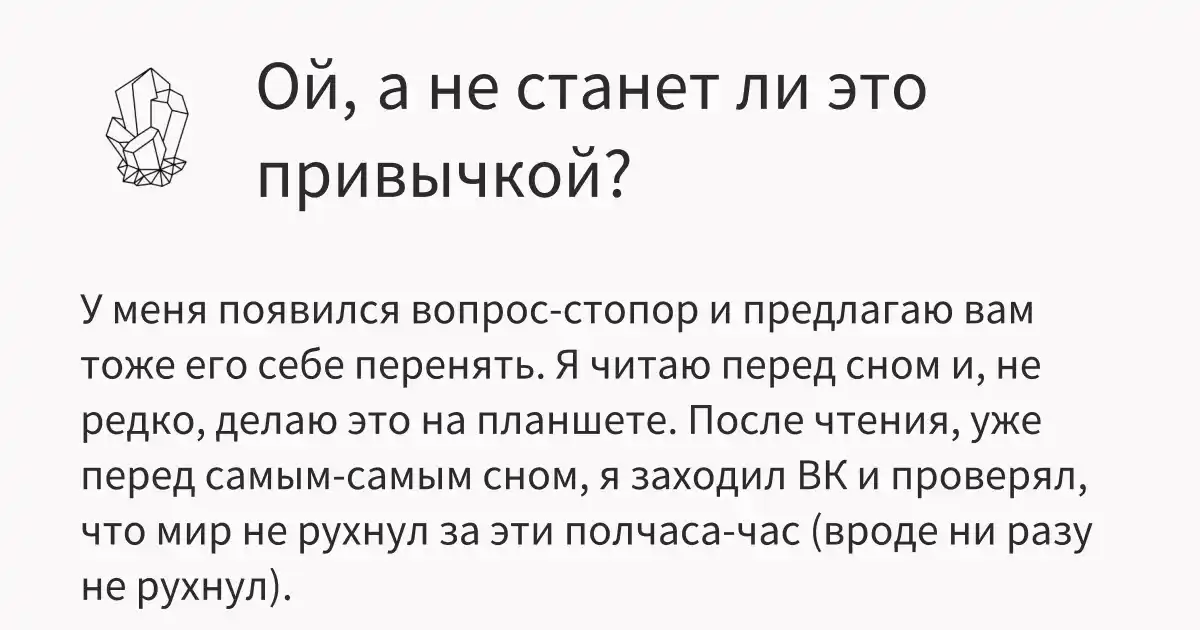 Ой, а не станет ли это
привычкой?
У меня появился вопрос-стопор и предлагаю вам
тоже его себе перенять. Я читаю перед сном и, не
редко, делаю это на планшете. После чтения, уже
перед самым-самым сном, я заходил ВК и проверял,
что мир не рухнул за эти полчаса-час (вроде ни разу
не рухнул).